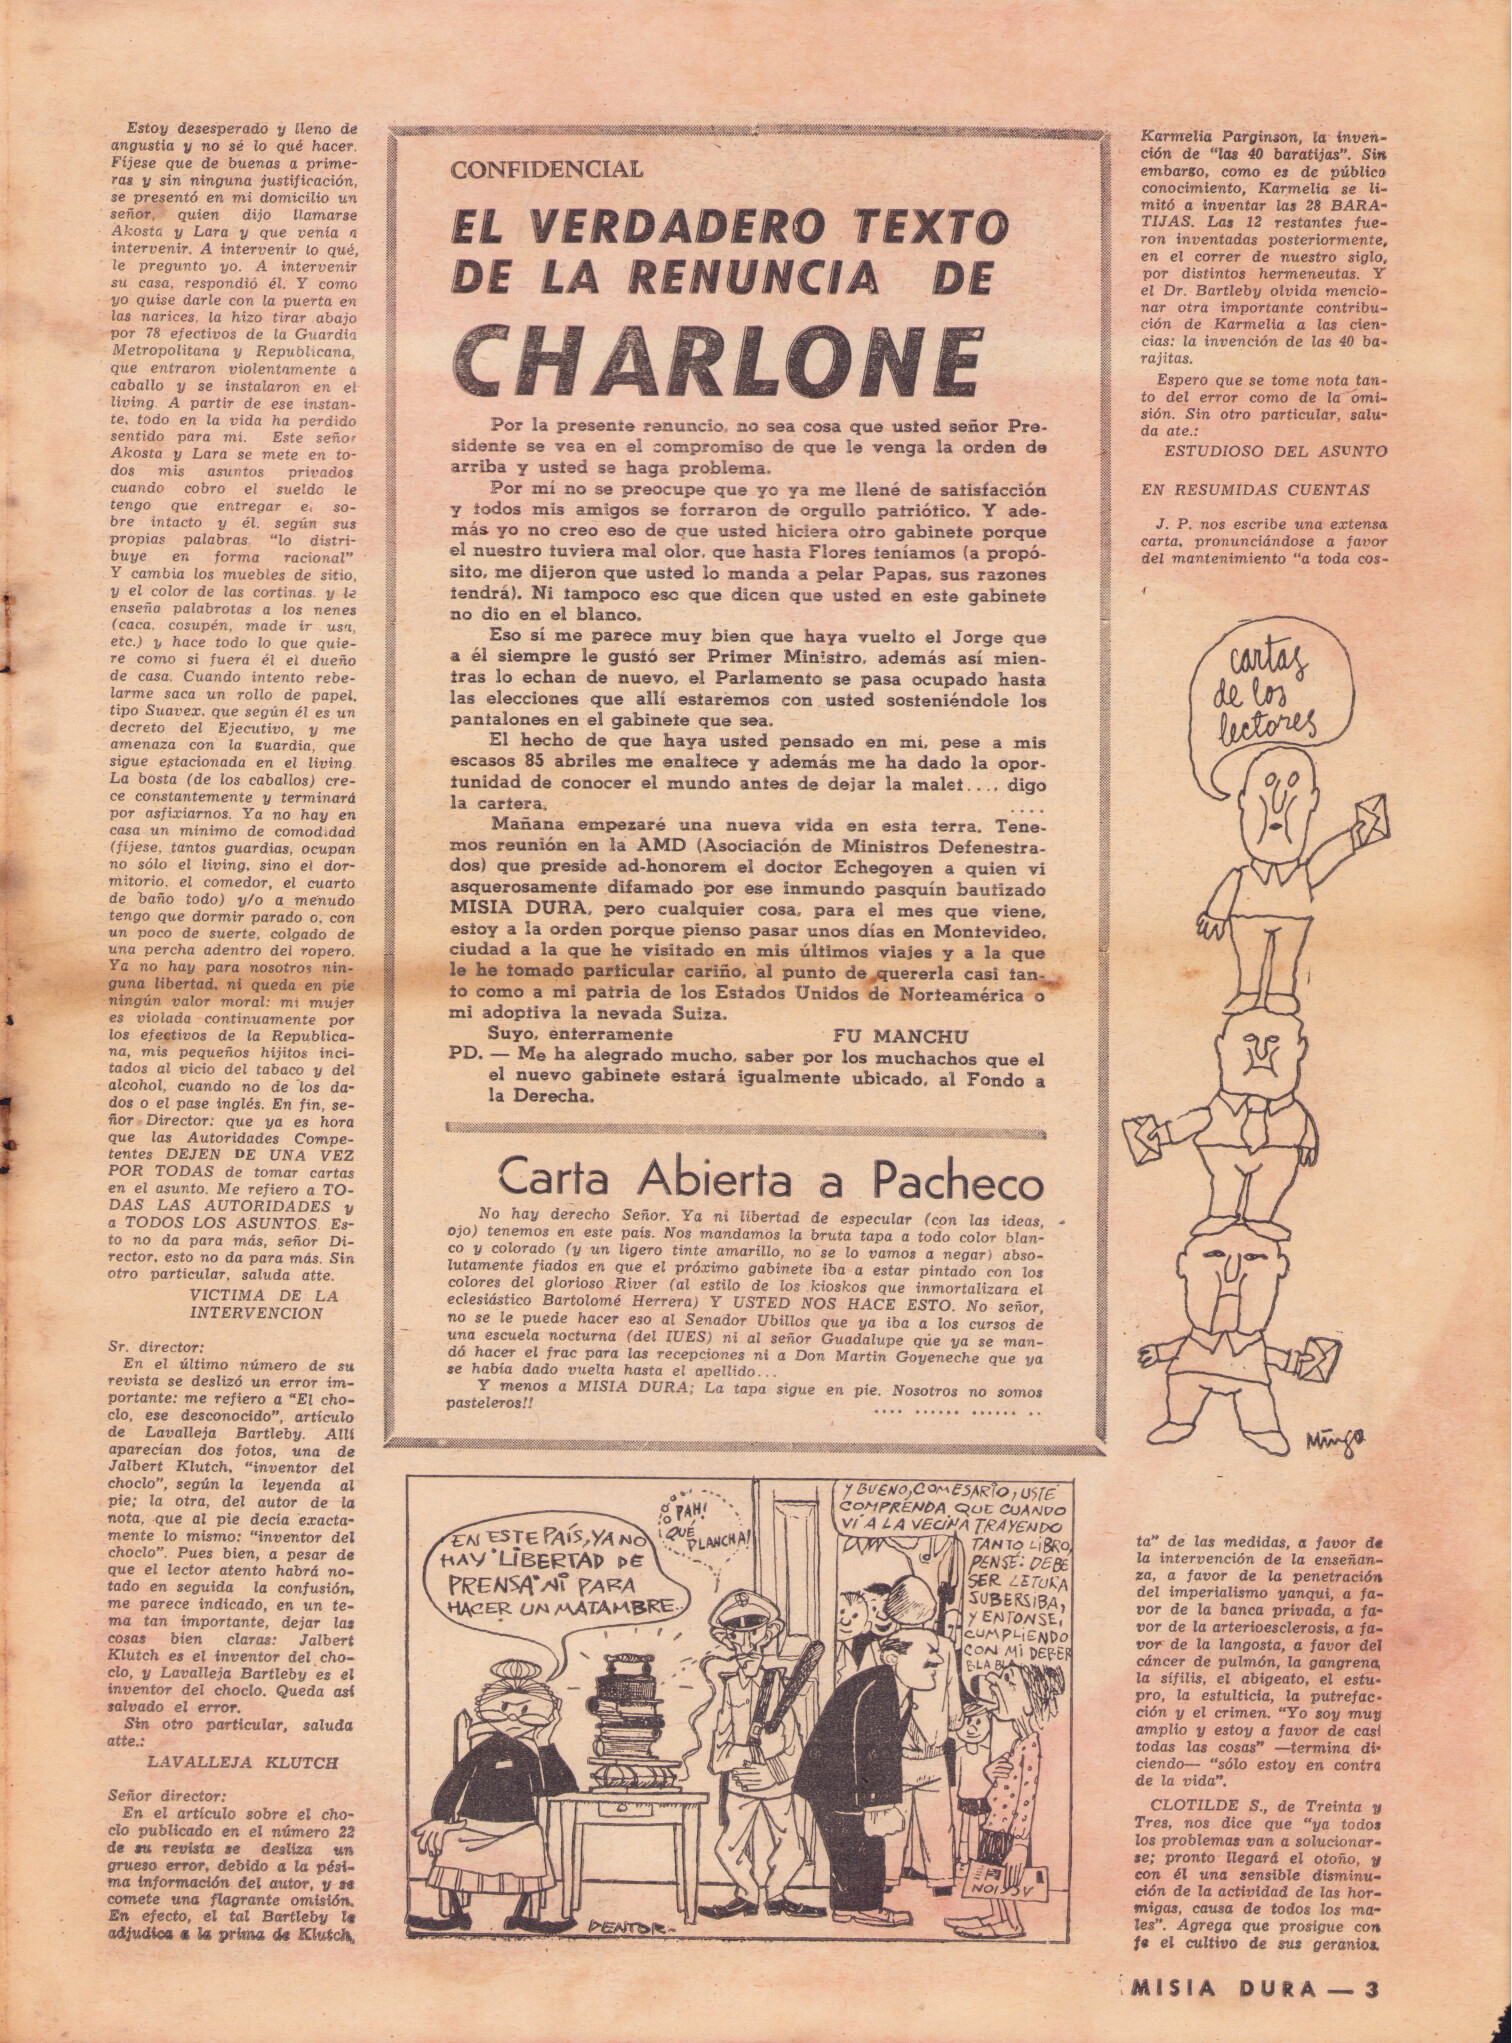 Estoy desesperado y lleno de
angustia y no sé lo qué hacer.
Fíjese que de buenas a prime-
ras y sin ninguna justificación,
se presentó en mi domicilio un
señor, quien dijo llamarse
Akosta y Lara y que venía a
intervenir. A intervenir lo qué,
le pregunto yo. A intervenir
su casa, respondió él. Y como
yo quise darle con la puerta en
las narices, la hizo tirar abajo
por 78 efectivos de la Guardia
Metropolitana y Republicana,
que entraron violentamente a
caballo y se instalaron en el
living. A partir de ese instan-
te, todo en la vida ha perdido
sentido para mí. Este señor
Akosta y Lara se mete en to-
dos mis asuntos privados
cuando cobro el sueldo le
tengo que entregar el so-
bre intacto y él, según sus
propias palabras, "lo distri-
buye en forma racional"
Y cambia los muebles de sitio,
y el color de las cortinas, y le
enseña palabrotas a los nenes
(caca, cosupén, made ir usa,
etc.) y hace todo lo que quie-
re como si fuera él el dueño
de casa. Cuando intento rebe-
larme saca un rollo de papel,
tipo Suavex, que según él es un
decreto del Ejecutivo, y me
amenaza con la guardia, que
sigue estacionada en el living.
La bosta (de los caballos) cre-
ce constantemente y terminará
por asfixiarnos. Ya no hay en
casa un mínimo de comodidad
(fíjese, tantos guardias, ocupan
no sólo el living, sino el dor-
mitorio, el comedor, el cuarto
de baño todo) y/o a menudo
tengo que dormir parado o, con
un poco de suerte, colgado de
una percha adentro del ropero.
Ya no hay para nosotros nin-
guna libertad, ni queda en pie
ningún valor moral: mi mujer
es violada continuamente por
los efectivos de la Republica-
na, mis pequeños hijitos inci-
tados al vicio del tabaco y del
alcohol, cuando no de los da-
dos o el pase inglés. En fin, se-
ñor Director: que ya es hora
que las Autoridades Compe-
tentes DEJEN DE UNA VEZ
POR TODAS de tomar cartas
en el asunto. Me refiero a TO-
DAS LAS AUTORIDADES y
a TODOS LOS ASUNTOS. Es-
to no da para más, señor Di-
rector, esto no da para más. Sin
otro particular, saluda atte.
VICTIMA DE LA
INTERVENCION
Sr. director:
En el último número de su
revista se deslizó un error im-
portante: me refiero a "El cho-
clo, ese desconocido", artículo
de Lavalleja Bartleby. Allí
aparecían dos fotos, una de
Jalbert Klutch, "inventor del
choclo", según la leyenda al
pie; la otra, del autor de la
nota, que al pie decía exacta-
mente lo mismo: "inventor del
choclo". Pues bien, a pesar de
que el lector atento habrá no-
tado en seguida la confusión,
me parece indicado, en un te-
ma tan importante, dejar las
cosas bien claras: Jalbert
Klutch es el inventor del cho-
clo, y Lavalleja Bartleby es el
inventor del choclo. Queda así
salvado el error.
Sin otro particular, saluda
atte.:
LAVALLEJA KLUTCH
Señor director:
En el artículo sobre el cho-
clo publicado en el número 22
de su revista se desliza un
grueso error, debido a la pési-
ma información del autor, y se
comete una flagrante omisión.
En efecto, el tal Bartleby le
adjudica a la prima de Klutch,
CONFIDENCIAL
EL VERDADERO TEXTO
DE LA RENUNCIA DE
CHARLONE
Por la presente renuncio, no sea cosa que usted señor Pre-
sidente se vea en el compromiso de que le venga la orden de
arriba y usted se haga problema.
Por mí no se preocupe que yo ya me llené de satisfacción
y todos mis amigos se forraron de orgullo patriótico. Y ade-
más yo no creo eso de que usted hiciera otro gabinete porque
el nuestro tuviera mal olor, que hasta Flores teníamos (a propó-
sito, me dijeron que usted lo manda a pelar Papas, sus razones
tendrá). Ni tampoco eso que dicen que usted en este gabinete
no dio en el blanco.
Eso sí me parece muy bien que haya vuelto el Jorge que
a él siempre le gustó ser Primer Ministro, además así mien-
tras lo echan de nuevo, el Parlamento se pasa ocupado hasta
las elecciones que allí estaremos con usted sosteniéndole los
pantalones en el gabinete que sea.
El hecho de que haya usted pensado en mí, pese a mis
escasos 85 abriles me enaltece y además me ha dado la opor-
tunidad de conocer el mundo antes de dejar la malet.... digo
la cartera. ....
Mañana empezaré una nueva vida en esta tierra. Tene-
mos reunión en la AMD (Asociación de Ministros Defenestra-
dos) que preside ad-honorem el doctor Echegoyen a quien vi
asquerosamente difamado por ese inmundo pasquín bautizado
MISIA DURA, pero cualquier cosa, para el mes que viene,
estoy a la orden porque pienso pasar unos días en Montevideo,
ciudad a la que he visitado en mis últimos viajes y a la que
le he tomado particular cariño, al punto de quererla casi tan-
to como a mi patria de los Estados Unidos de Norteamérica o
mi adoptiva la nevada Suiza.
Suyo, enterramente FU MANCHU
PD. — Me ha alegrado mucho, saber por los muchachos que el
el nuevo gabinete estará igualmente ubicado, al Fondo a
la Derecha.
Carta Abierta a Pacheco
No hay derecho Señor. Ya ni libertad de especular (con las ideas,
ojo) tenemos en este país. Nos mandamos la bruta tapa a todo color blan-
co y colorado (y un ligero tinte amarillo, no se lo vamos a negar) abso-
lutamente fiados en que el próximo gabinete iba a estar pintado con los
colores del glorioso River (al estilo de los kioskos que inmortalizara el
eclesiástico Bartolomé Herrera) Y USTED NOS HACE ESTO. No señor,
no se le puede hacer eso al Senador Ubillos que ya iba a los cursos de
una escuela nocturna (del IUES) ni al señor Guadalupe que ya se man-
dó hacer el frac para las recepciones ni a Don Martin Goyeneche que ya
se había dado vuelta hasta el apellido...
Y menos a MISIA DURA; La tapa sigue en pie. Nosotros no somos
pasteleros!!
.... ...... ...... ..
EN ESTE PAÍS, YA NO
HAY 'LIBERTAD DE
PRENSA' NI PARA
HACER UN MATAMBRE..
¡PAH!
¡QUÉ
PLANCHA!
Y BUENO, COMESARIO; USTÉ
COMPRENDA QUE CUANDO
VÍ A LA VECINA TRAYENDO
TANTO LIBRO,
PENSÉ: DEBE
SER LETURA
SUBERSIBA,
Y ENTONSE,
CUMPLIENDO
CON MI DEBER
BLA BLA
ACCION
DENTOR
Karmelia Parginson, la inven-
ción de "las 40 baratijas". Sin
embargo, como es de público
conocimiento, Karmelia se li-
mitó a inventar las 28 BARA-
TIJAS. Las 12 restantes fue-
ron inventadas posteriormente,
en el correr de nuestro siglo,
por distintos hermeneutas. Y
el Dr. Bartleby olvida mencio-
nar otra importante contribu-
ción de Karmelia a las cien-
cias: la invención de las 40 ba-
rajitas.
Espero que se tome nota tan-
to del error como de la omi-
sión. Sin otro particular, salu-
da ate.:
ESTUDIOSO DEL ASUNTO
EN RESUMIDAS CUENTAS
J. P. nos escribe una extensa
carta, pronunciándose a favor
del mantenimiento "a toda cos-
cartas
de los
lectores
Mingo
ta" de las medidas, a favor de
la intervención de la enseñan-
za, a favor de la penetración
del imperialismo yanqui, a fa-
vor de la banca privada, a fa-
vor de la arterioesclerosis, a fa-
vor de la langosta, a favor del
cáncer de pulmón, la gangrena,
la sífilis, el abigeato, el estu-
pro, la estulticia, la putrefac-
ción y el crimen. "Yo soy muy
amplio y estoy a favor de casi
todas las cosas" —termina di-
ciendo— "sólo estoy en contra
de la vida".
CLOTILDE S., de Treinta y
Tres, nos dice que "ya todos
los problemas van a solucionar-
se; pronto llegará el otoño, y
con él una sensible disminu-
ción de la actividad de las hor-
migas, causa de todos los ma-
les". Agrega que prosigue con
fe el cultivo de sus geranios.
MISIA DURA — 3